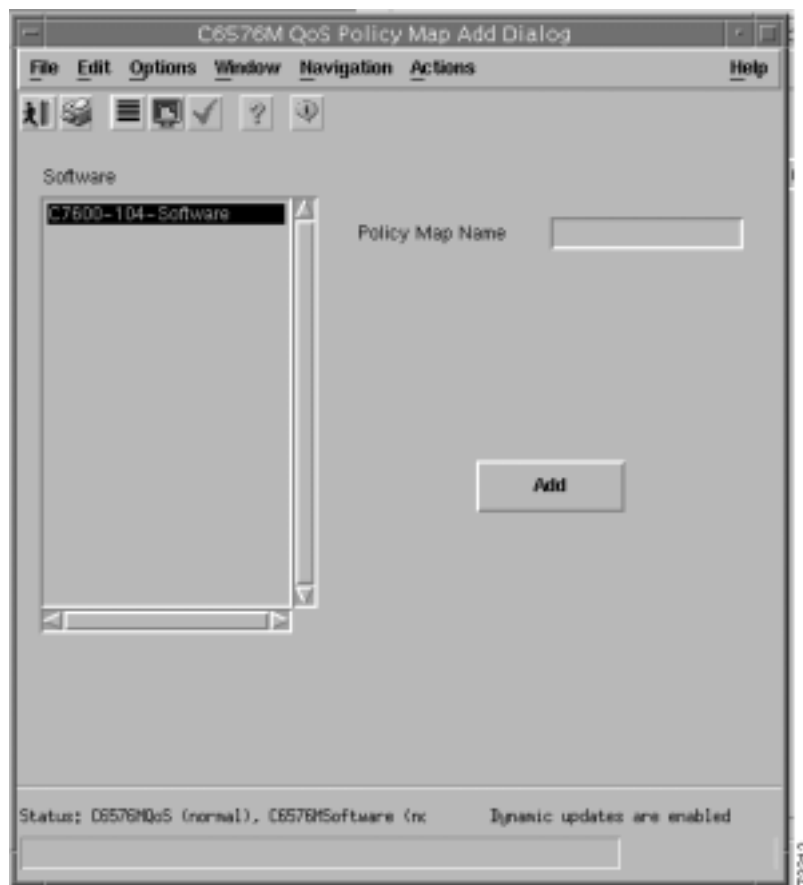 C6576M QoS Policy Map Add Dialog
File Edit Options Window Navigation Actions Help
Software
C7600-104-Software
Policy Map Name
Add
Status: C6576MQoS (normal), C6576MSoftware (no Dynamic updates are enabled